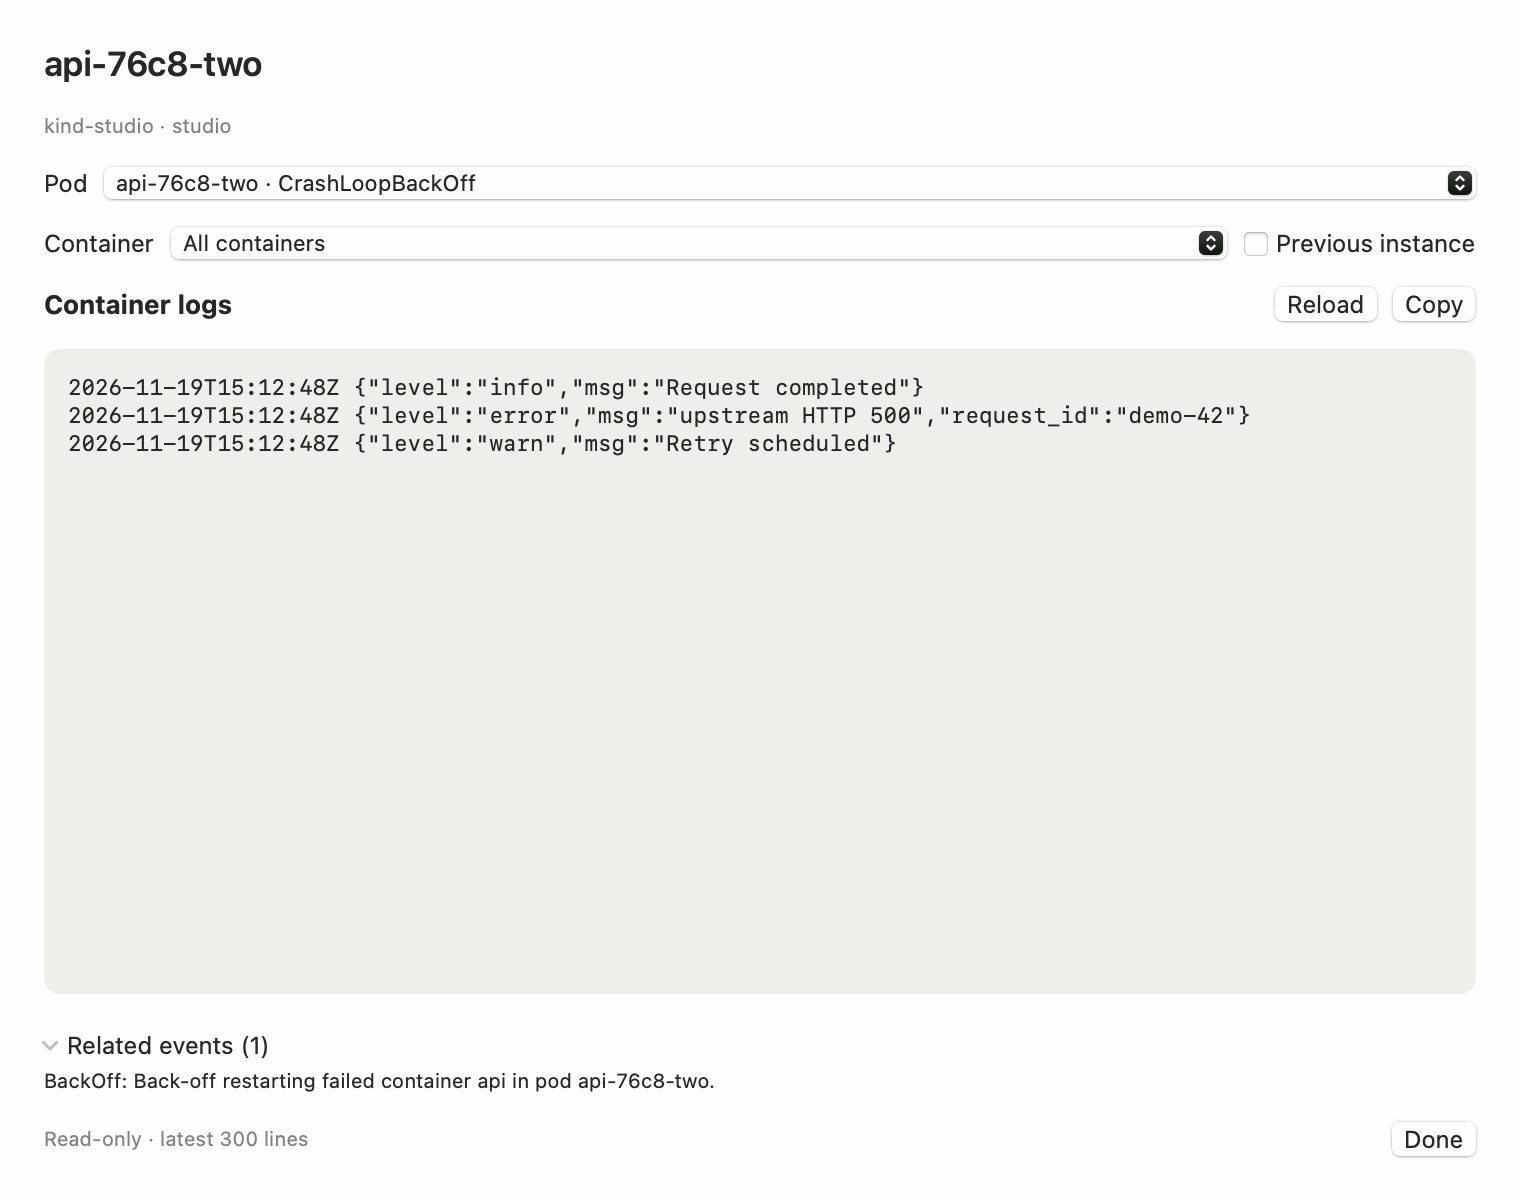 api-76c8-two
kind-studio · studio
Pod api-76c8-two · CrashLoopBackOff
Container All containers Previous instance
Container logs Reload Copy
2026-11-19T15:12:48Z {"level":"info","msg":"Request completed"}
2026-11-19T15:12:48Z {"level":"error","msg":"upstream HTTP 500","request_id":"demo-42"}
2026-11-19T15:12:48Z {"level":"warn","msg":"Retry scheduled"}
Related events (1)
BackOff: Back-off restarting failed container api in pod api-76c8-two.
Read-only · latest 300 lines Done